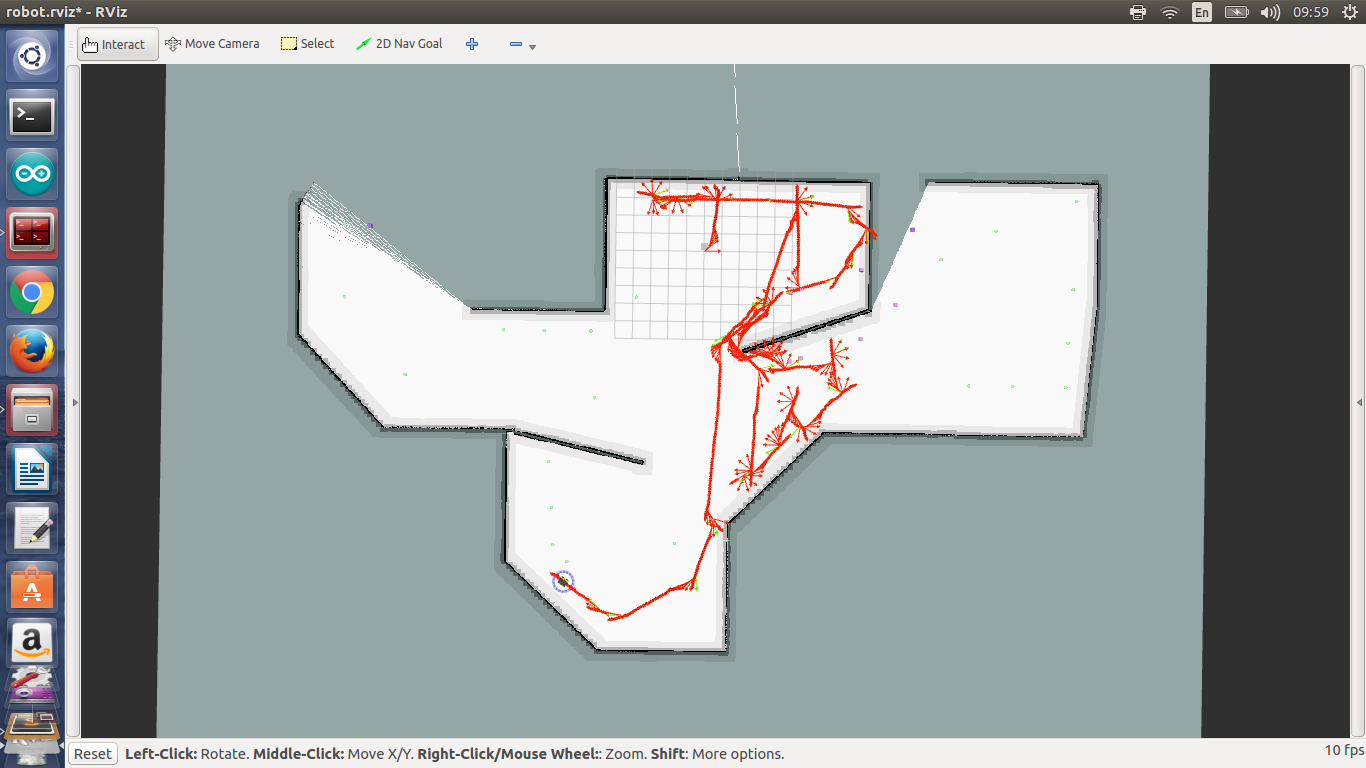 robot.rviz* - RViz
En
09:59
Interact
Move Camera
Select
2D Nav Goal
Reset
Left-Click: Rotate. Middle-Click: Move X/Y. Right-Click/Mouse Wheel:: Zoom. Shift: More options.
10 fps